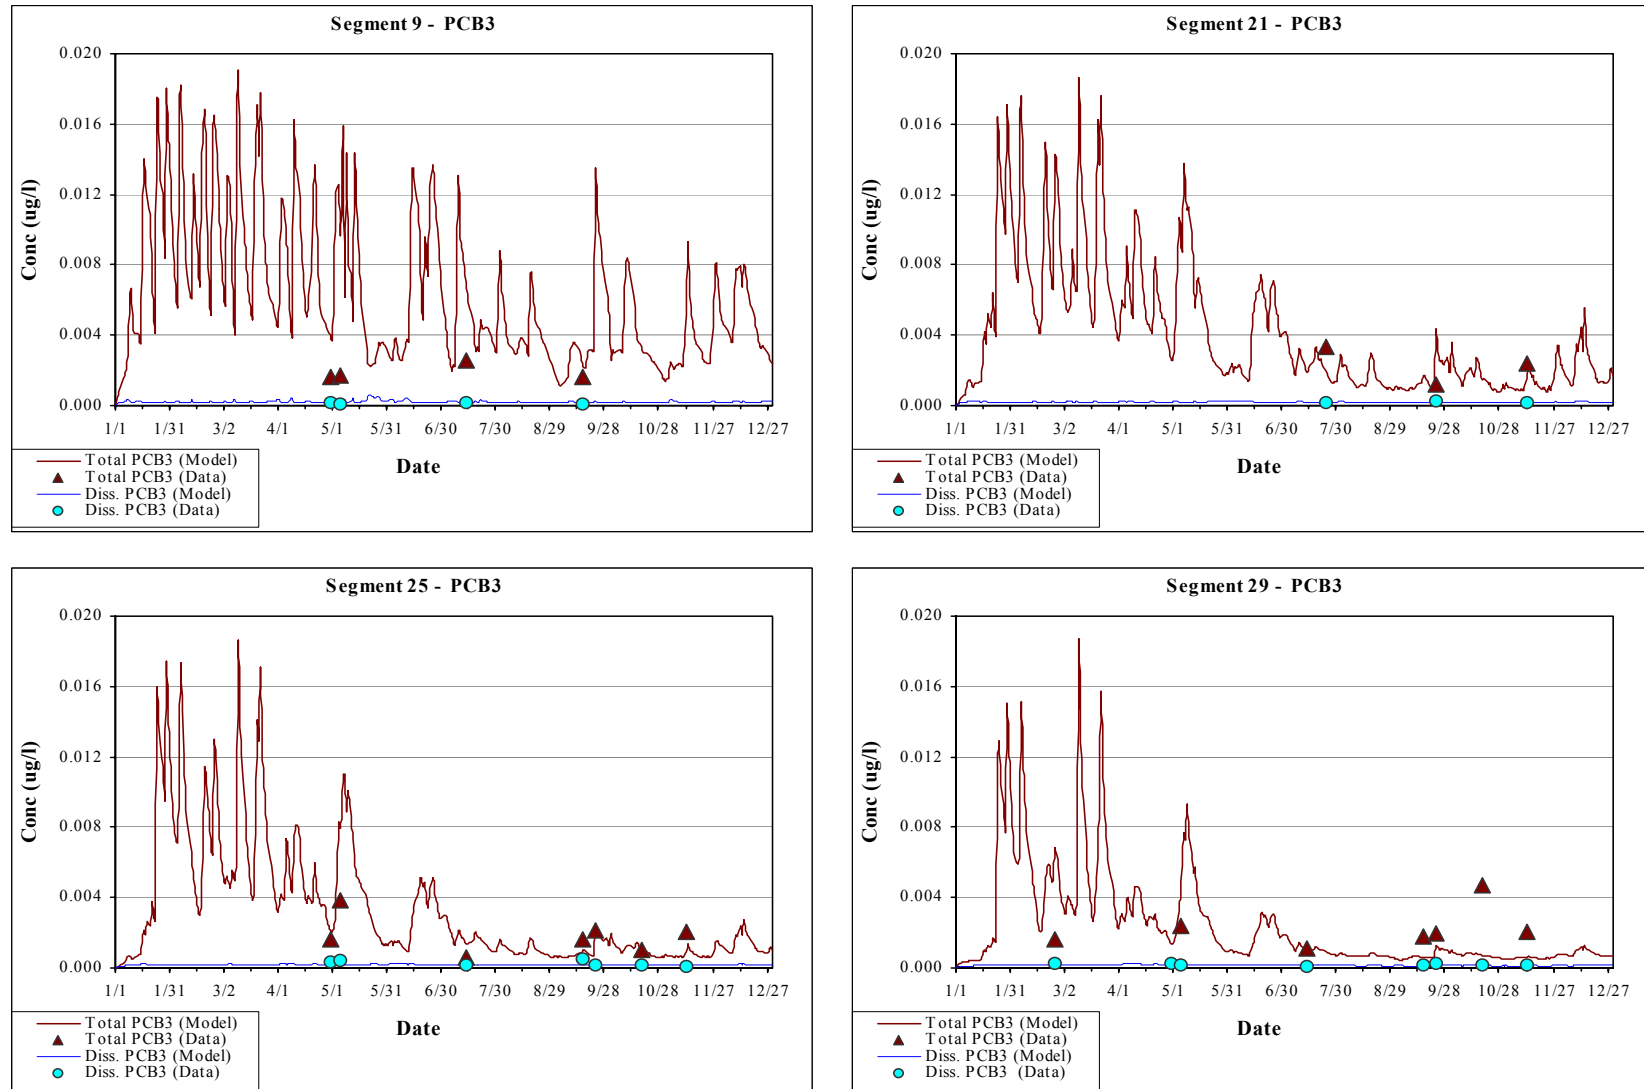 Segment 9 - PCB3
Conc (ug/l)
0.020
0.016
0.012
0.008
0.004
0.000
1/1 1/31 3/2 4/1 5/1 5/31 6/30 7/30 8/29 9/28 10/28 11/27 12/27
Date
Total PCB3 (Model)
Total PCB3 (Data)
Diss. PCB3 (Model)
Diss. PCB3 (Data)
Segment 21 - PCB3
Conc (ug/l)
0.020
0.016
0.012
0.008
0.004
0.000
1/1 1/31 3/2 4/1 5/1 5/31 6/30 7/30 8/29 9/28 10/28 11/27 12/27
Date
Total PCB3 (Model)
Total PCB3 (Data)
Diss. PCB3 (Model)
Diss. PCB3 (Data)
Segment 25 - PCB3
Conc (ug/l)
0.020
0.016
0.012
0.008
0.004
0.000
1/1 1/31 3/2 4/1 5/1 5/31 6/30 7/30 8/29 9/28 10/28 11/27 12/27
Date
Total PCB3 (Model)
Total PCB3 (Data)
Diss. PCB3 (Model)
Diss. PCB3 (Data)
Segment 29 - PCB3
Conc (ug/l)
0.020
0.016
0.012
0.008
0.004
0.000
1/1 1/31 3/2 4/1 5/1 5/31 6/30 7/30 8/29 9/28 10/28 11/27 12/27
Date
Total PCB3 (Model)
Total PCB3 (Data)
Diss. PCB3 (Model)
Diss. PCB3 (Data)